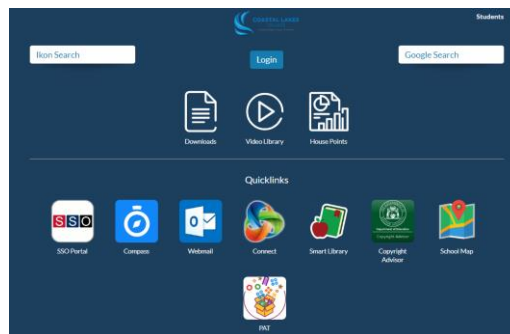 COASTAL LAKES
Students
Ikon Search
Login
Google Search
Downloads
Video Library
House Points
Quicklinks
SSO
SSO Portal
Compass
Webmail
Connect
Smart Library
Copyright
Advisor
School Map
PAT